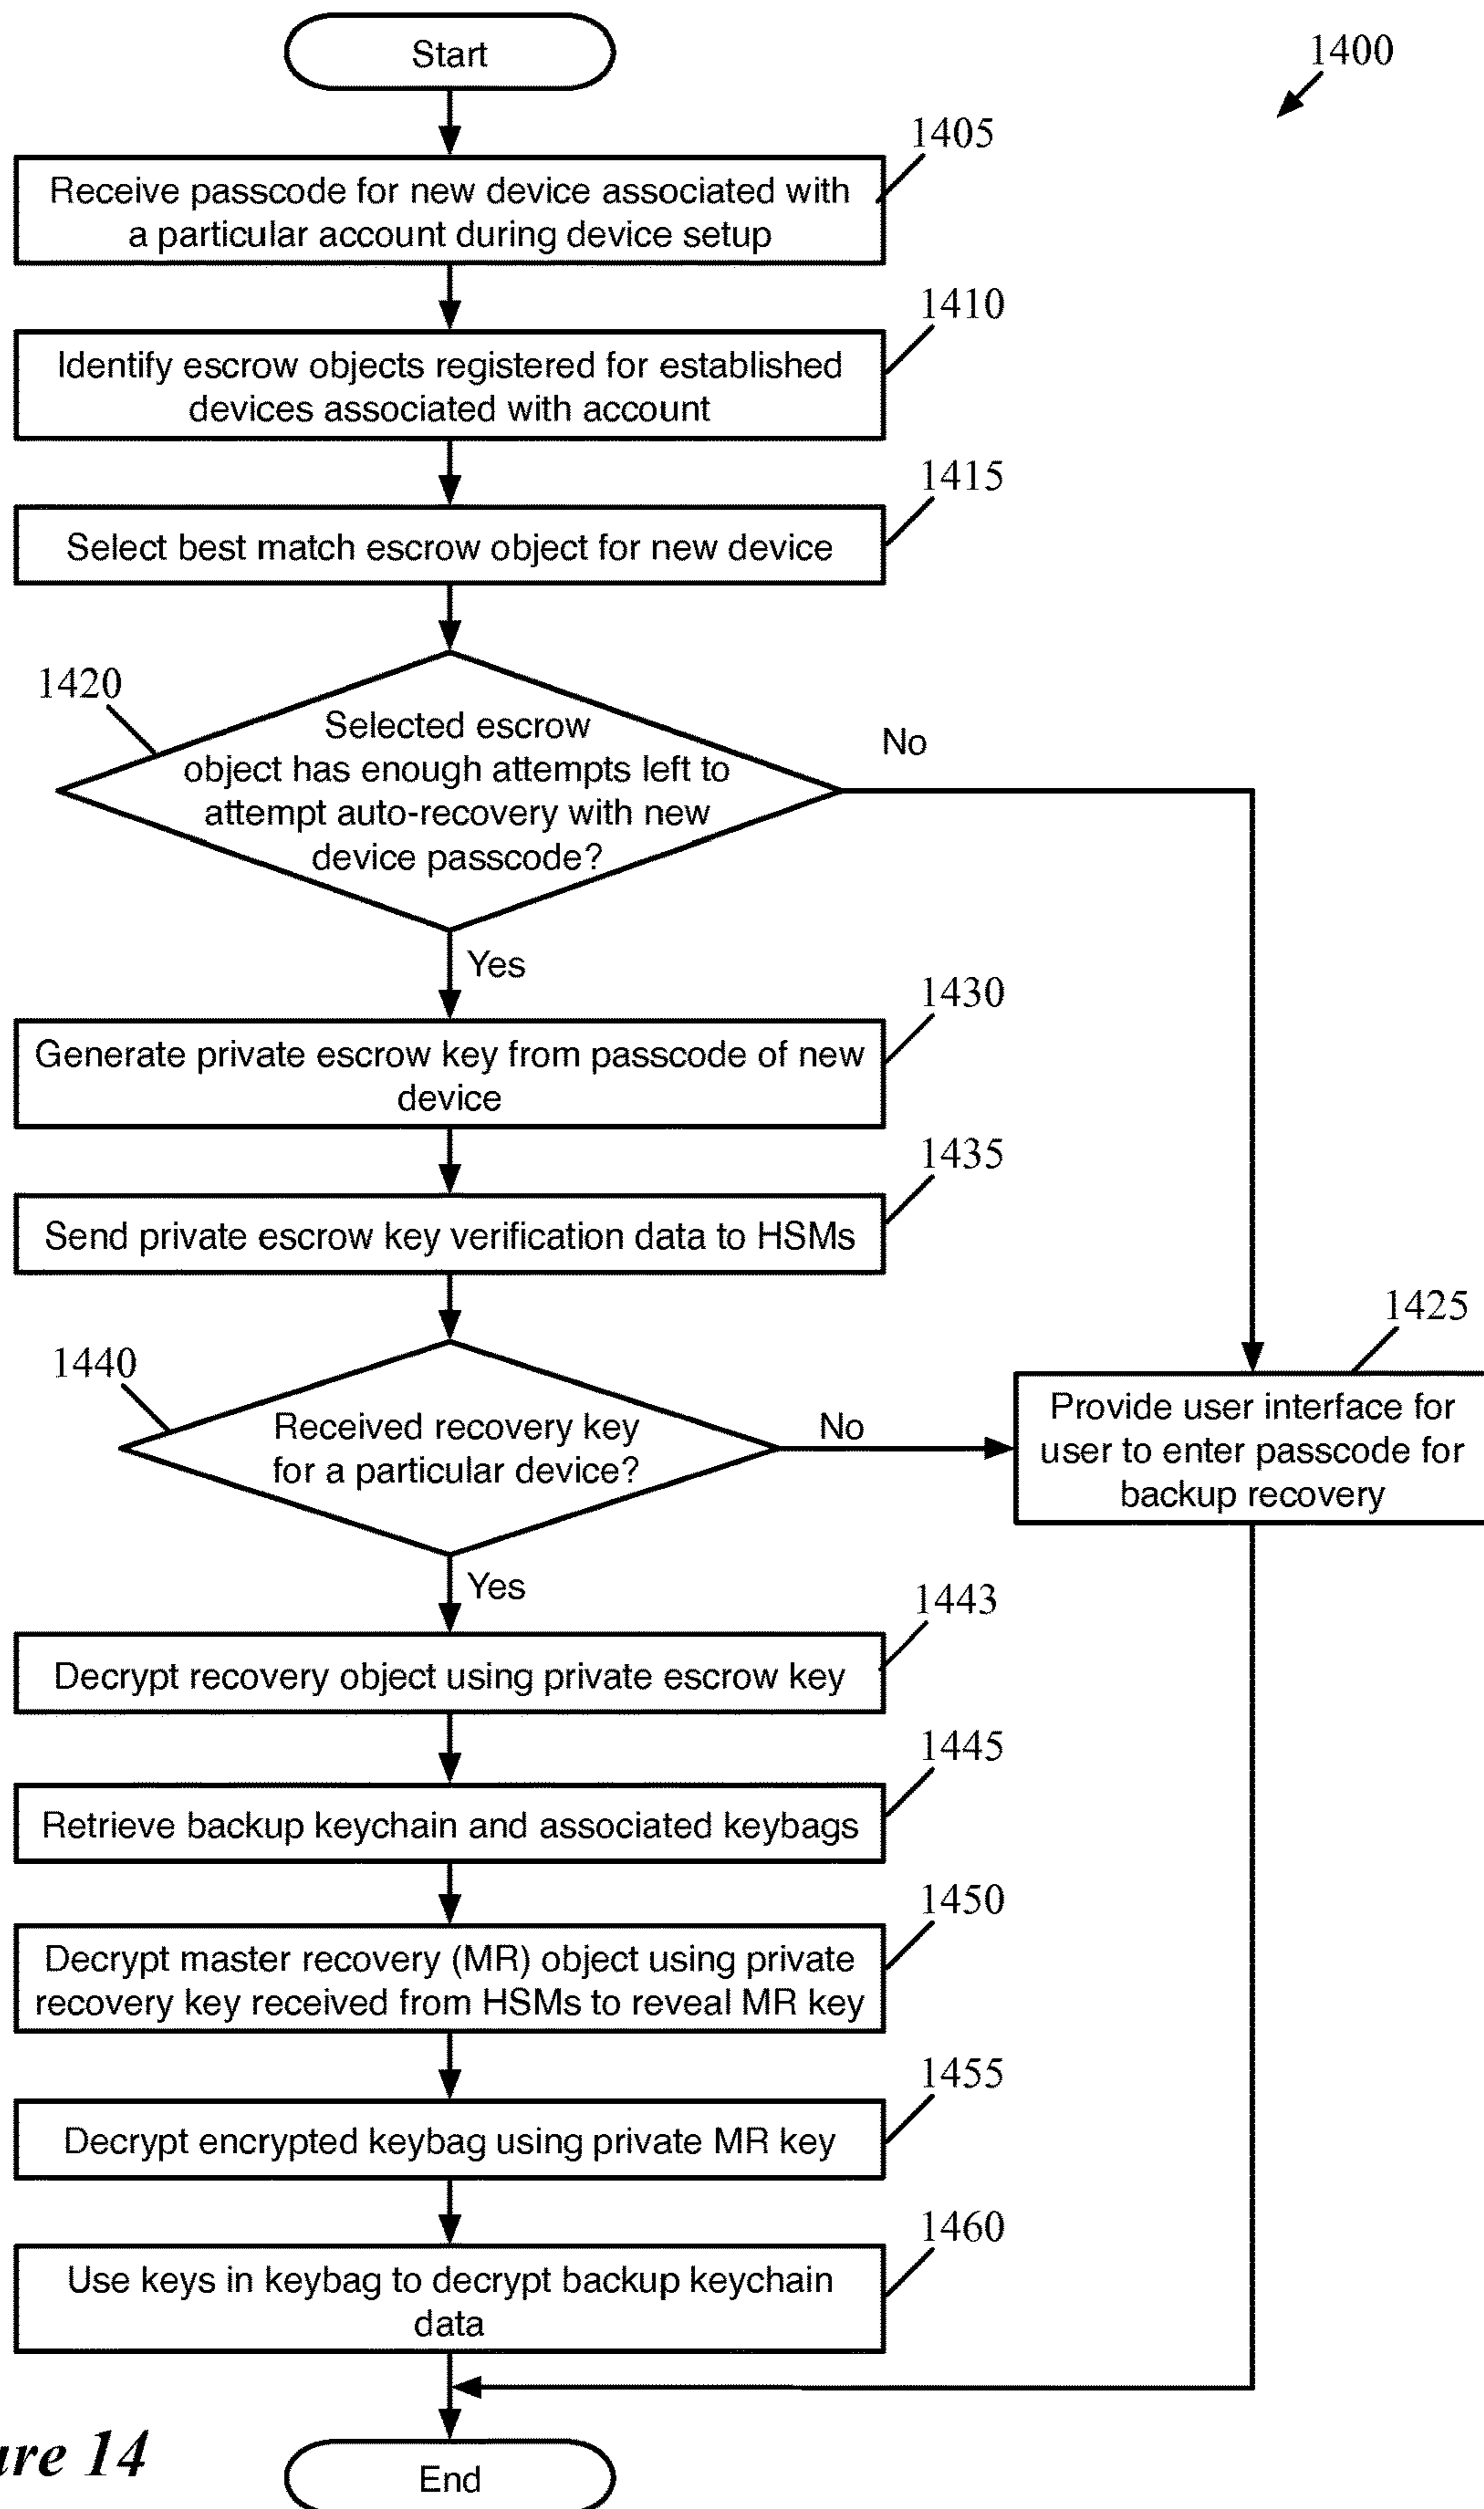 Start
1400
1405
Receive passcode for new device associated with
a particular account during device setup
1410
Identify escrow objects registered for established
devices associated with account
1415
Select best match escrow object for new device
1420
Selected escrow
object has enough attempts left to
attempt auto-recovery with new
device passcode?
No
Yes
1430
Generate private escrow key from passcode of new
device
1435
Send private escrow key verification data to HSMs
1440
Received recovery key
for a particular device?
No
1425
Provide user interface for
user to enter passcode for
backup recovery
Yes
1443
Decrypt recovery object using private escrow key
1445
Retrieve backup keychain and associated keybags
1450
Decrypt master recovery (MR) object using private
recovery key received from HSMs to reveal MR key
1455
Decrypt encrypted keybag using private MR key
1460
Use keys in keybag to decrypt backup keychain
data
End
14